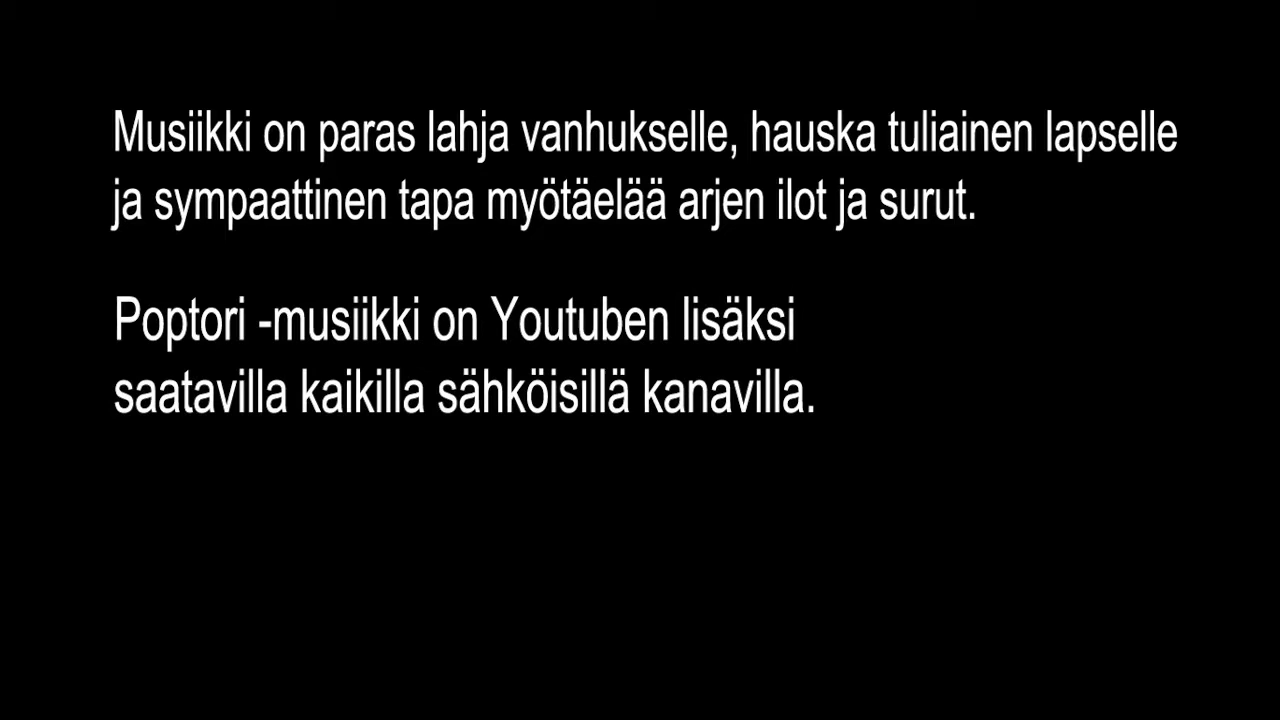 Musiikki on paras lahja vanhukselle, hauska tuliainen lapselle
ja sympaattinen tapa myötäelää arjen ilot ja surut.
Poptori -musiikki on Youtuben lisäksi
saatavilla kaikilla sähköisillä kanavilla.